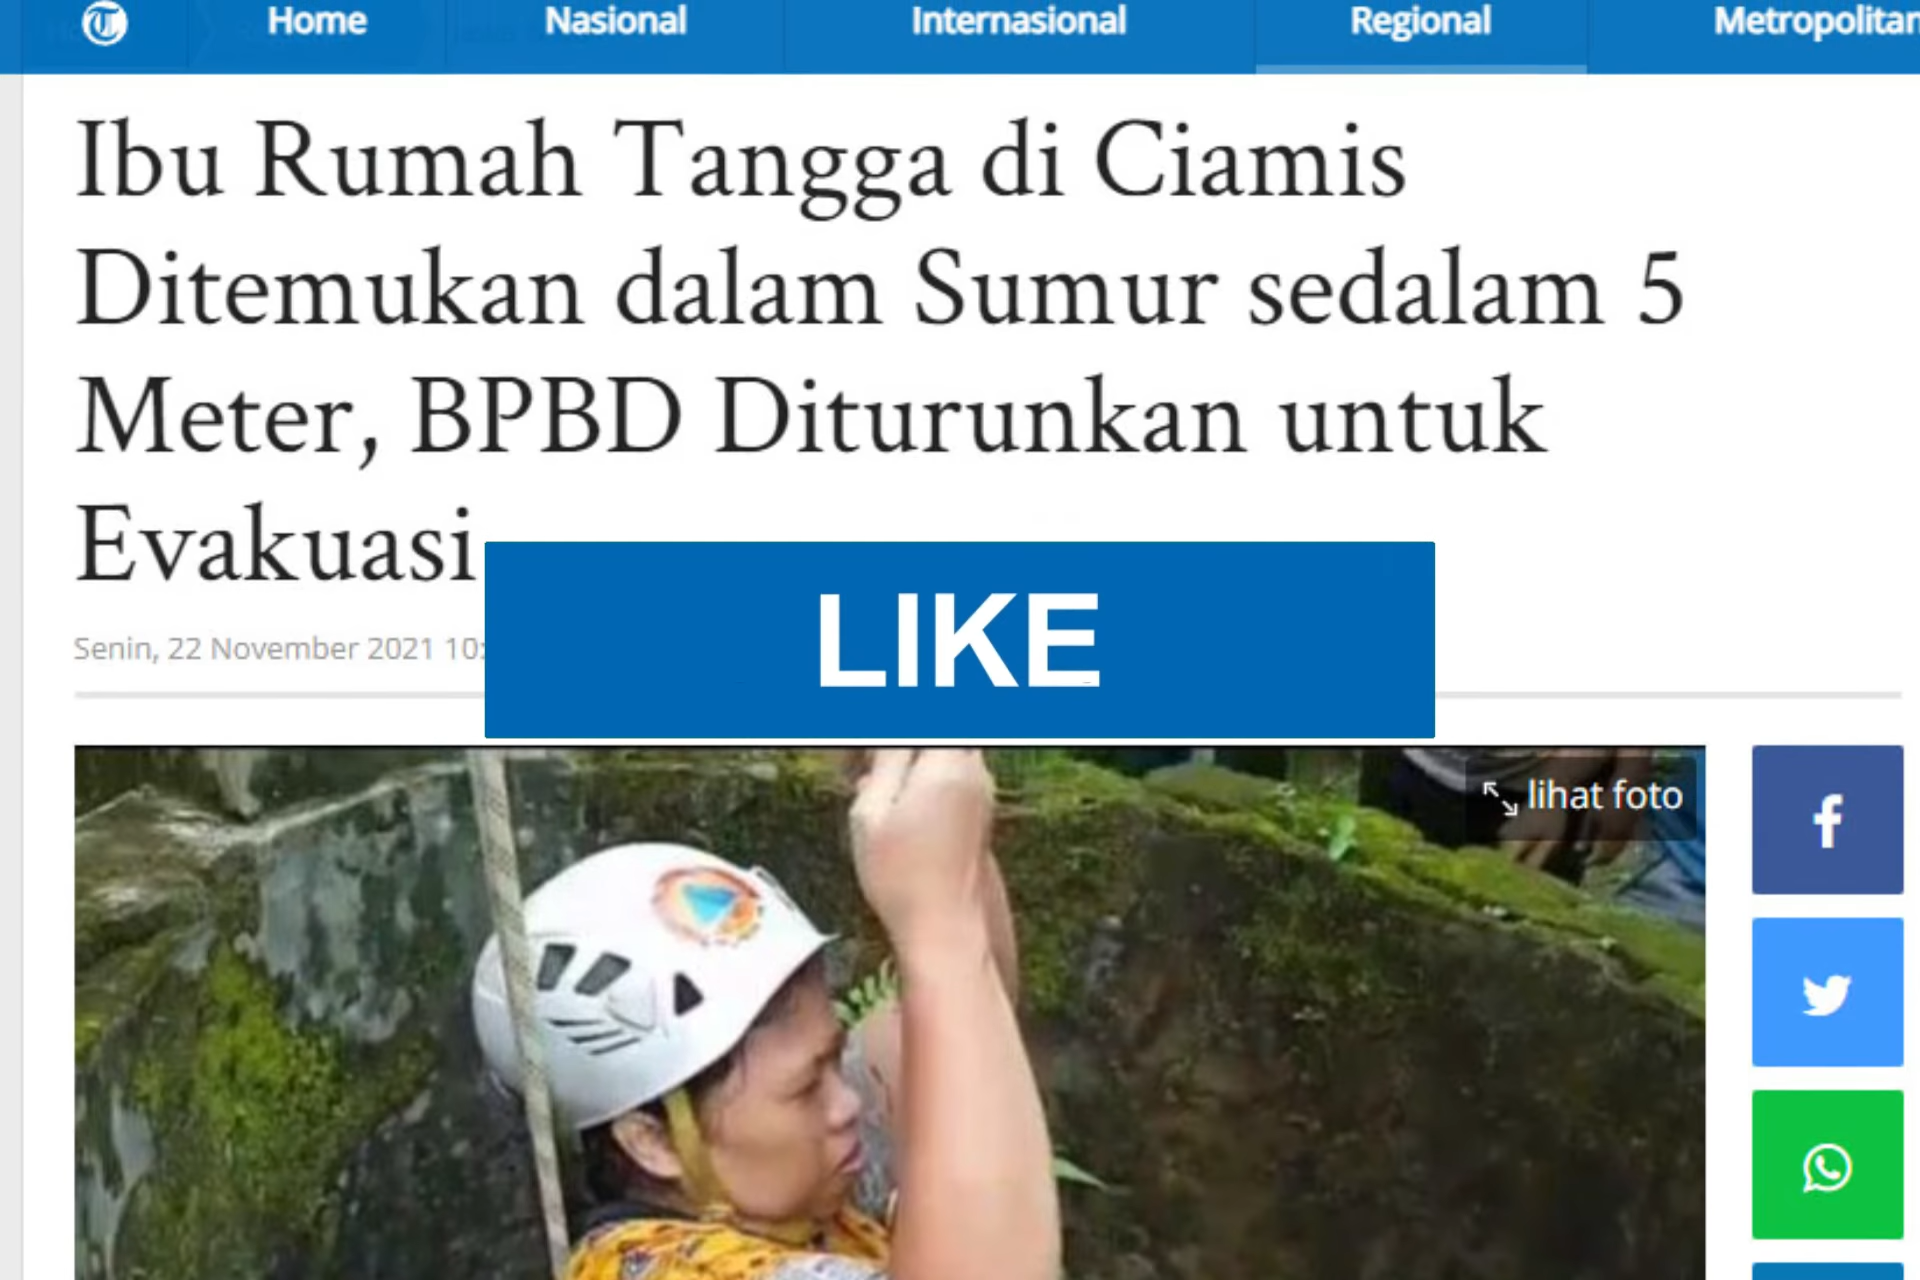 Home Nasional Internasional Regional Metropolitan
Ibu Rumah Tangga di Ciamis
Ditemukan dalam Sumur sedalam 5
Meter, BPBD Diturunkan untuk
Evakuasi
LIKE
Senin, 22 November 2021 10:
lihat foto